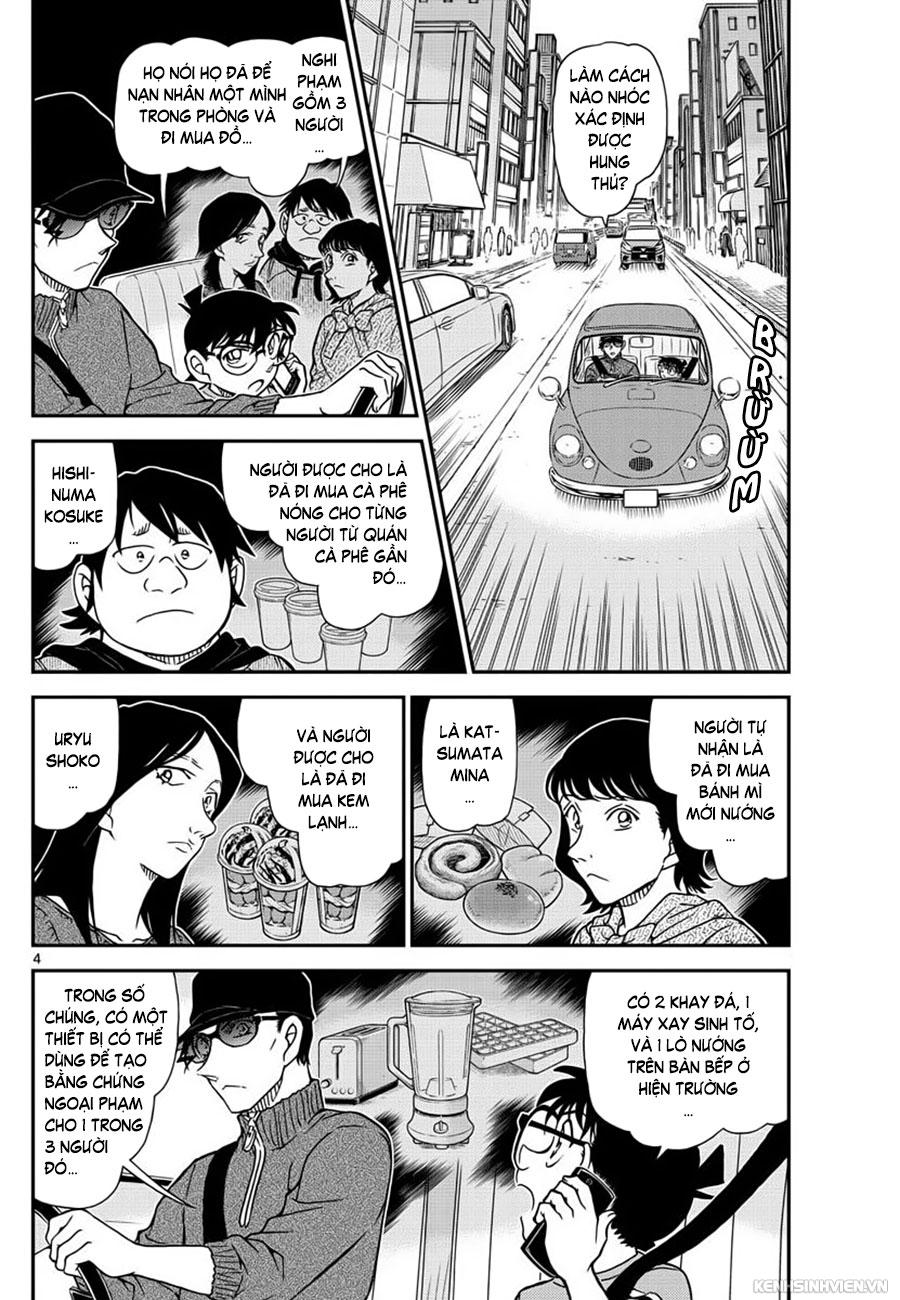 LÀM CÁCH
NÀO NHÓC
XÁC ĐỊNH
ĐƯỢC
HUNG
THỦ?
BRỪỪM
NGHI
PHẠM
GỒM 3
NGƯỜI
...
HỌ NÓI HỌ ĐÃ ĐỂ
NẠN NHÂN MỘT MÌNH
TRONG PHÒNG VÀ
ĐI MUA ĐỒ...
NGƯỜI ĐƯỢC CHO LÀ
ĐÃ ĐI MUA CÀ PHÊ
NÓNG CHO TỪNG
NGƯỜI TỪ QUÁN
CÀ PHÊ GẦN
ĐÓ...
HISHI-
NUMA
KOSUKE
...
NGƯỜI TỰ
NHẬN LÀ
ĐÃ ĐI MUA
BÁNH MÌ
MỚI NƯỚNG
...
LÀ KAT-
SUMATA
MINA
...
VÀ NGƯỜI
ĐƯỢC CHO
LÀ ĐÃ ĐI
MUA KEM
LẠNH...
URYU
SHOKO
...
4
CÓ 2 KHAY ĐÁ, 1
MÁY XAY SINH TỐ,
VÀ 1 LÒ NƯỚNG
TRÊN BÀN BẾP Ở
HIỆN TRƯỜNG
...
TRONG SỐ
CHÚNG, CÓ MỘT
THIẾT BỊ CÓ THỂ
DÙNG ĐỂ TẠO
BẰNG CHỨNG
NGOẠI PHẠM
CHO 1 TRONG
3 NGƯỜI
ĐÓ...
KENHSINHVIEN.VN